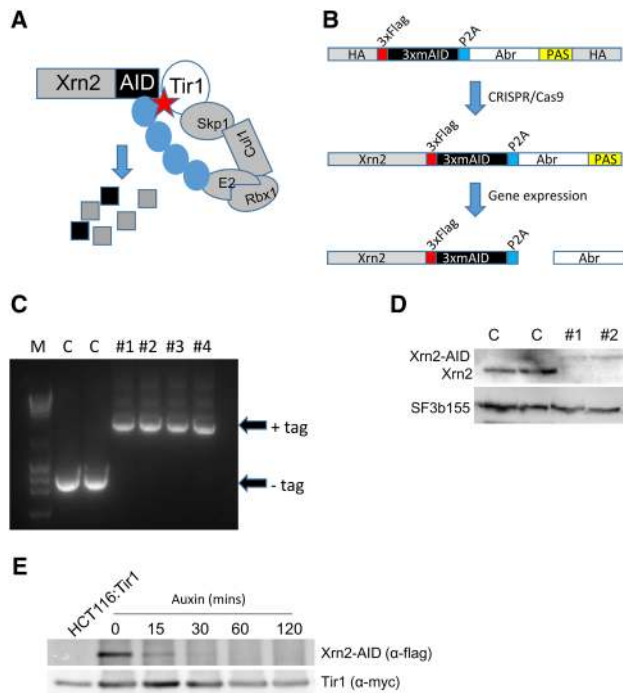 A
Xrn2 AID Tir1
Skp1
Cul1
E2
Rbx1
B
3xFlag P2A
HA 3xmAID Abr PAS HA
CRISPR/Cas9
3xFlag P2A
Xrn2 3xmAID Abr PAS
Gene expression
3xFlag P2A
Xrn2 3xmAID Abr
C
M C C #1 #2 #3 #4
+ tag
- tag
D
C C #1 #2
Xrn2-AID
Xrn2
SF3b155
E
HCT116:Tir1
Auxin (mins)
0 15 30 60 120
Xrn2-AID (α-flag)
Tir1 (α-myc)